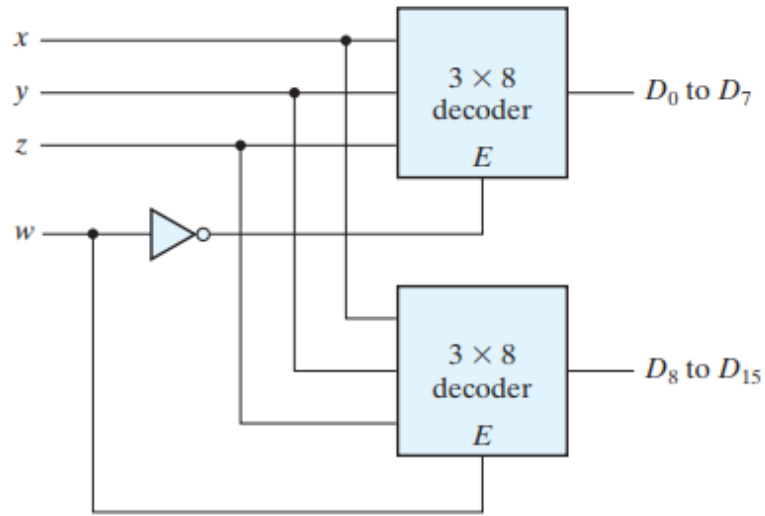 x
y
z
w
3 × 8
decoder
E
D₀ to D₇
3 × 8
decoder
E
D₈ to D₁₅